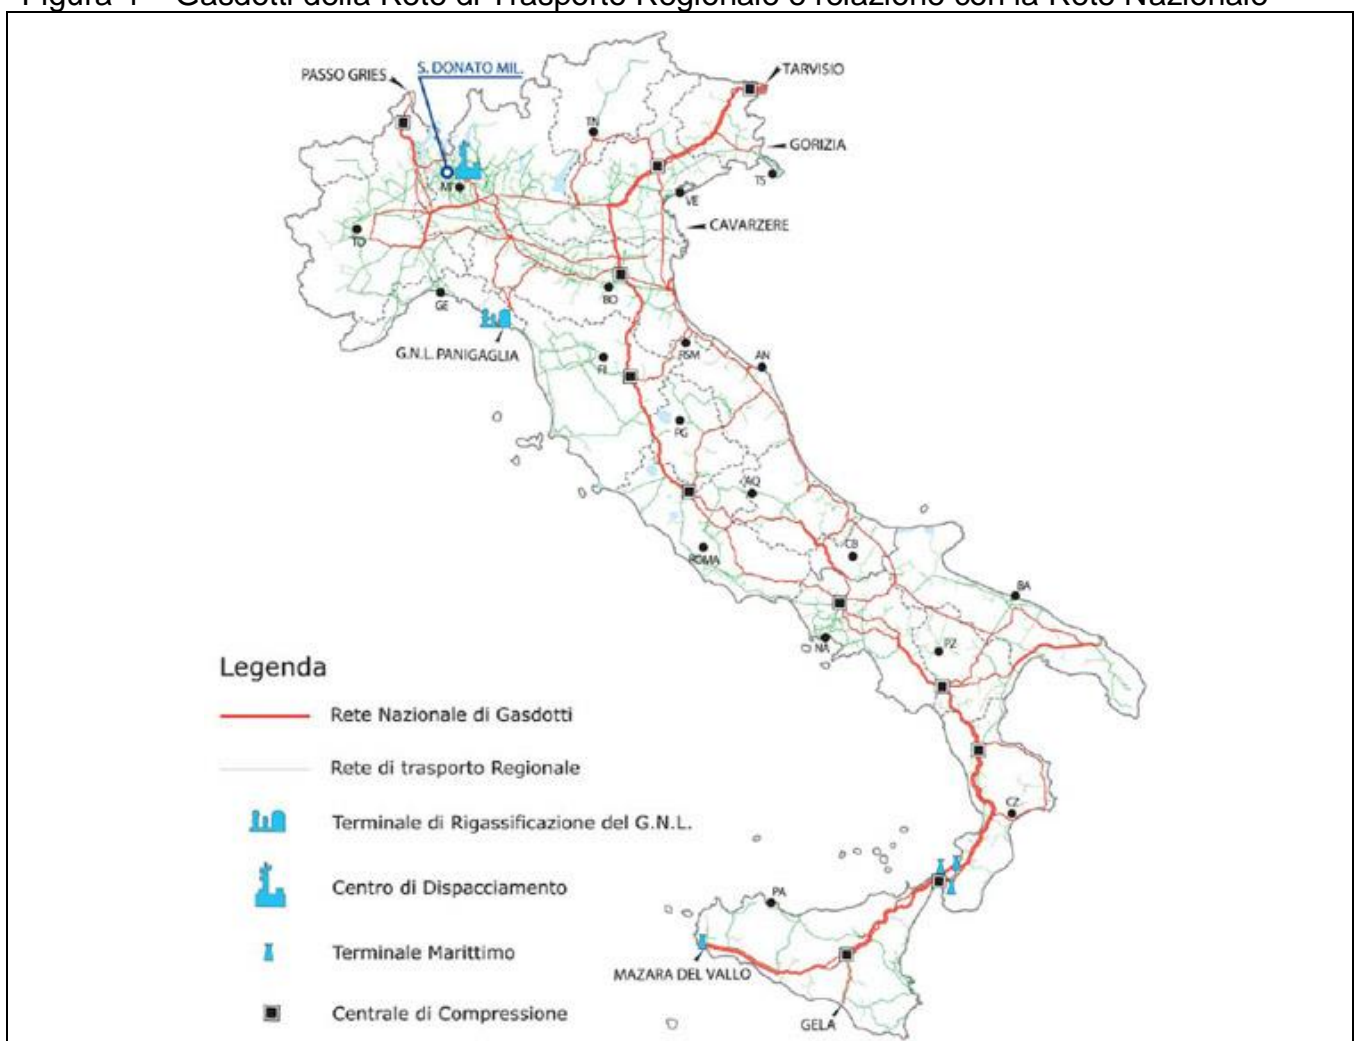 Figura 4 – Gasdotti della Rete di Trasporto Regionale e relazione con la Rete Nazionale
PASSO GRIES
S. DONATO MIL.
TARVISIO
TN
GORIZIA
TS
MI
VE
CAVARZERE
TO
BO
GE
G.N.L. PANIGAGLIA
FI
RSM
AN
PG
AQ
ROMA
CB
BA
NA
PZ
Legenda
Rete Nazionale di Gasdotti
Rete di trasporto Regionale
Terminale di Rigassificazione del G.N.L.
CZ
Centro di Dispacciamento
PA
Terminale Marittimo
MAZARA DEL VALLO
Centrale di Compressione
GELA